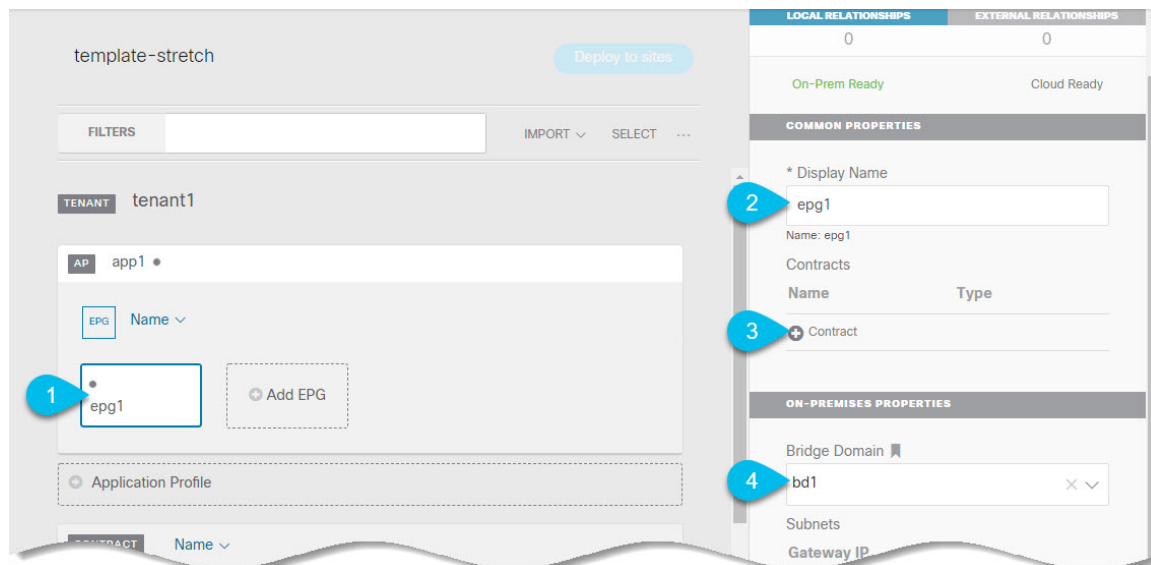 LOCAL RELATIONSHIPS EXTERNAL RELATIONSHIPS
0 0
template-stretch Deploy to sites
On-Prem Ready Cloud Ready
FILTERS IMPORT SELECT ...
COMMON PROPERTIES
* Display Name
TENANT tenant1
2 epg1
Name: epg1
AP app1
Contracts
Name Type
EPG Name
3 Contract
1 epg1
Add EPG
ON-PREMISES PROPERTIES
Bridge Domain
Application Profile
4 bd1
Subnets
CONTRACT Name
Gateway IP